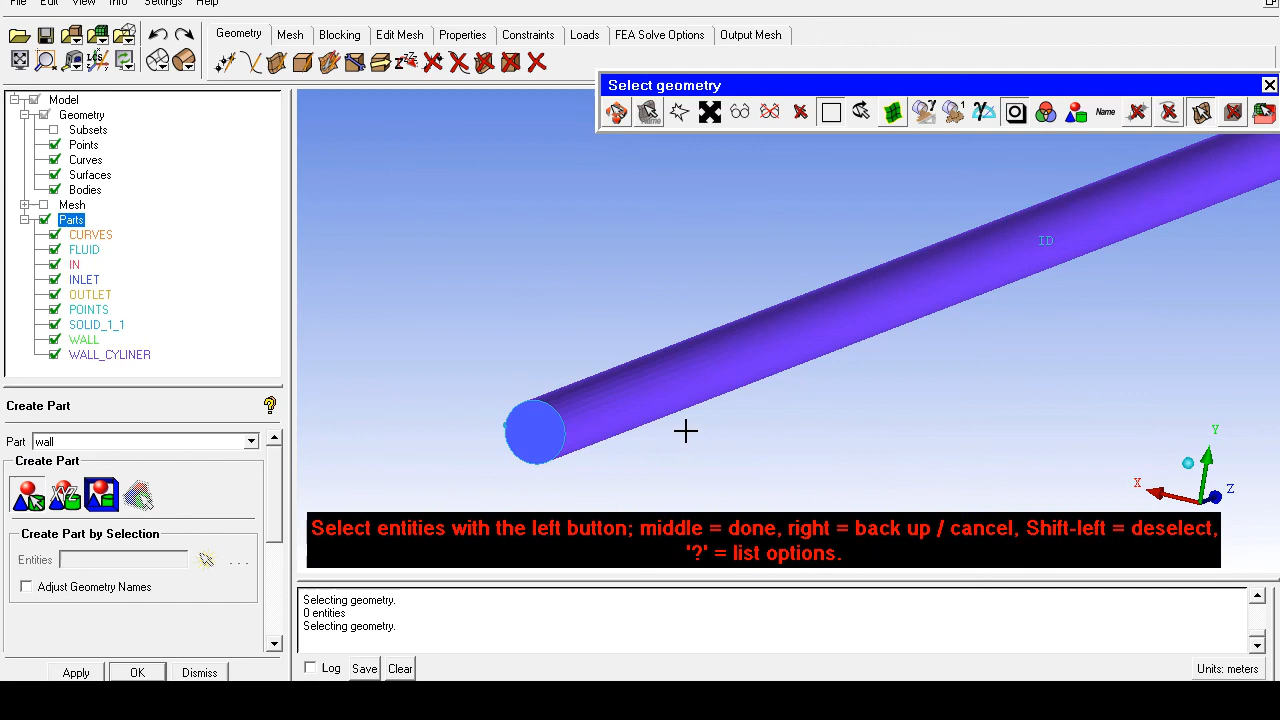 File Edit View Info Settings Help
Geometry Mesh Blocking Edit Mesh Properties Constraints Loads FEA Solve Options Output Mesh
Select geometry
Name
Model
Geometry
Subsets
Points
Curves
Surfaces
Bodies
Mesh
Parts
CURVES
FLUID
IN
INLET
OUTLET
POINTS
SOLID_1_1
WALL
WALL_CYLINER
ID
Create Part
Part wall
Create Part
Create Part by Selection
Entities
Adjust Geometry Names
Apply OK Dismiss
Y
X
Z
Select entities with the left button; middle = done, right = back up / cancel, Shift-left = deselect,
'?' = list options.
Selecting geometry.
0 entities
Selecting geometry.
Log Save Clear
Units: meters